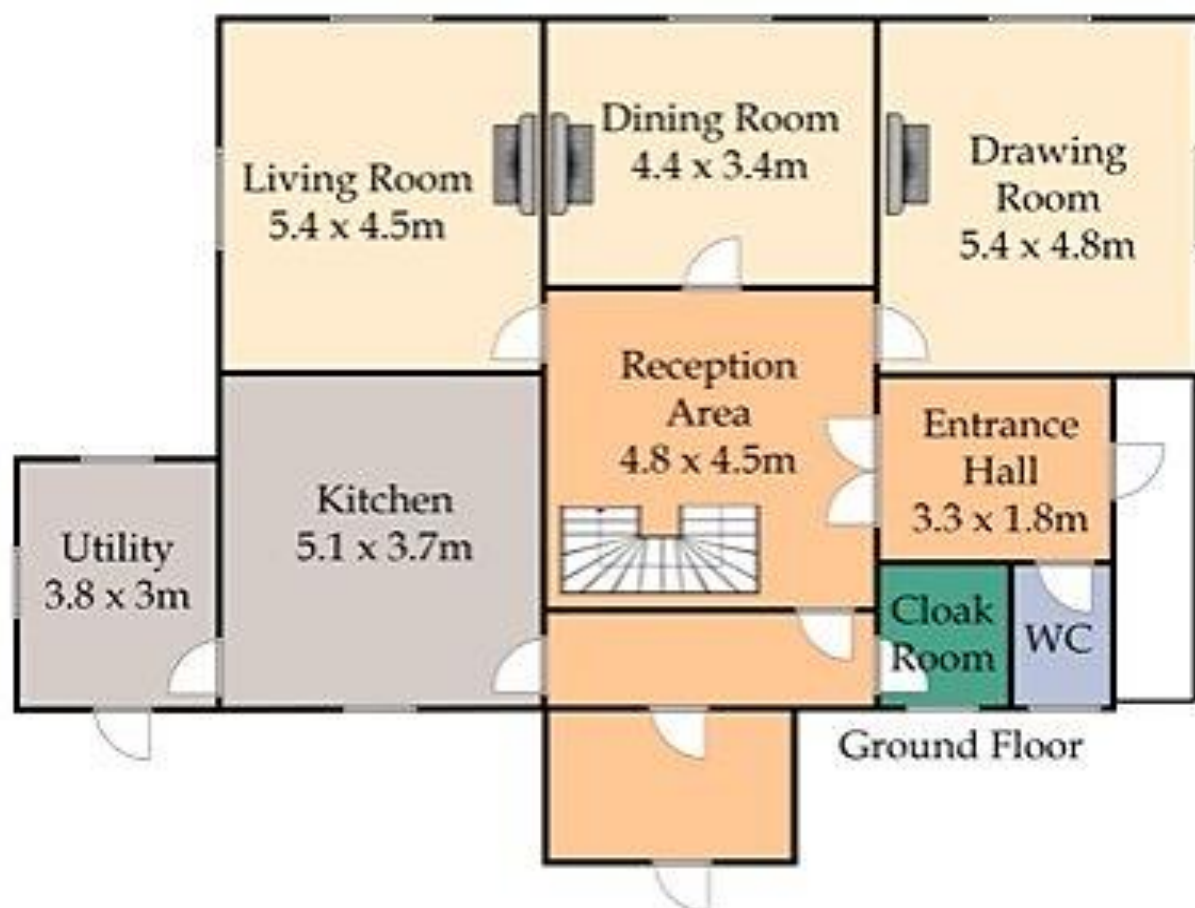 Living Room
5.4 x 4.5m
Dining Room
4.4 x 3.4m
Drawing
Room
5.4 x 4.8m
Reception
Area
4.8 x 4.5m
Entrance
Hall
3.3 x 1.8m
Kitchen
5.1 x 3.7m
Utility
3.8 x 3m
Cloak
Room
WC
Ground Floor